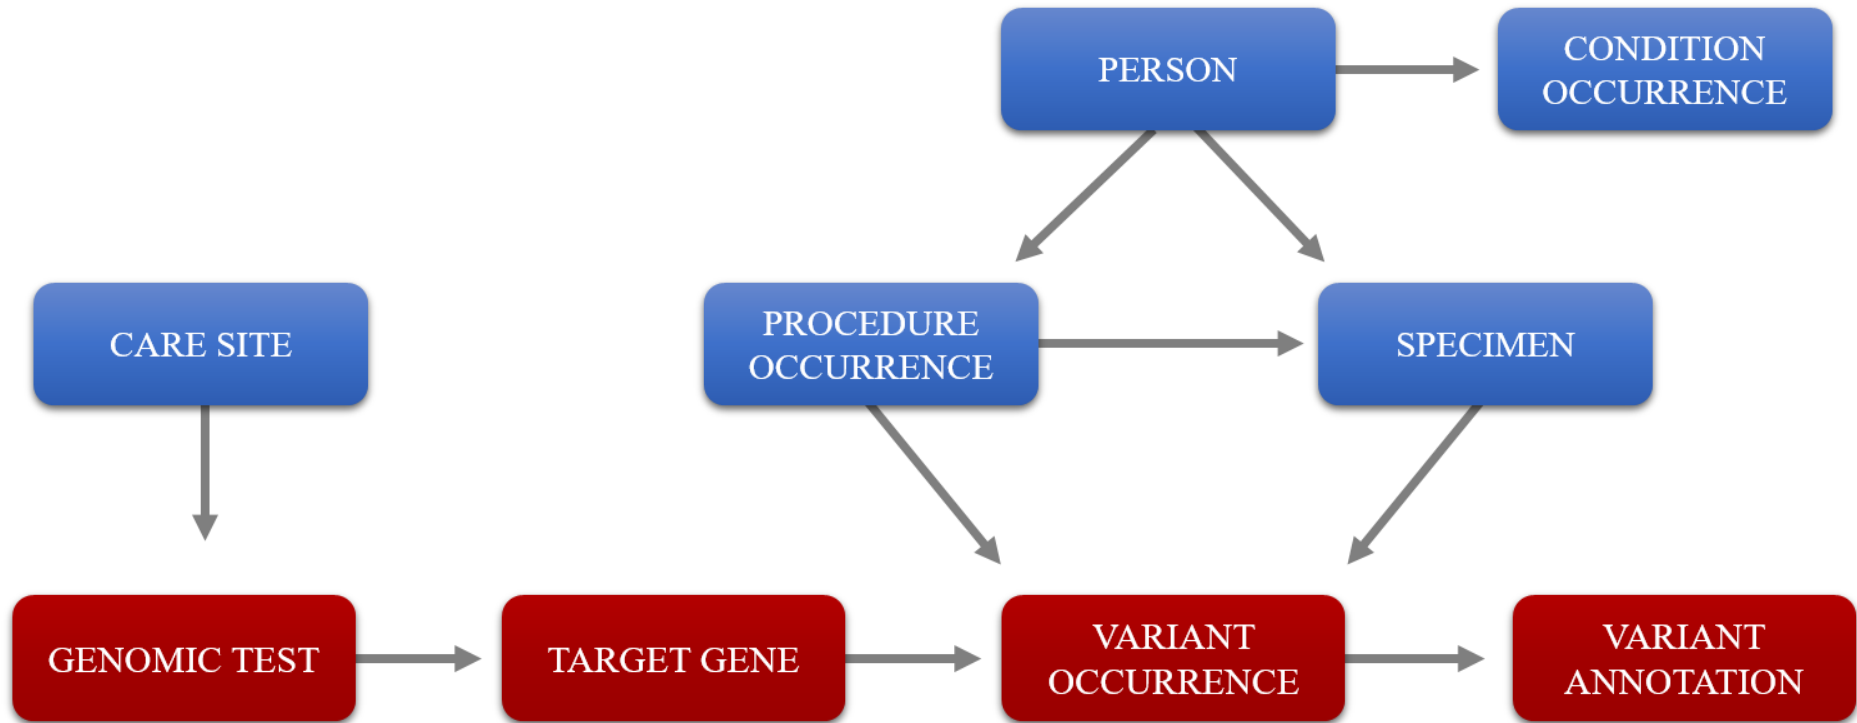 PERSON
CONDITION
OCCURRENCE
CARE SITE
PROCEDURE
OCCURRENCE
SPECIMEN
GENOMIC TEST
TARGET GENE
VARIANT
OCCURRENCE
VARIANT
ANNOTATION